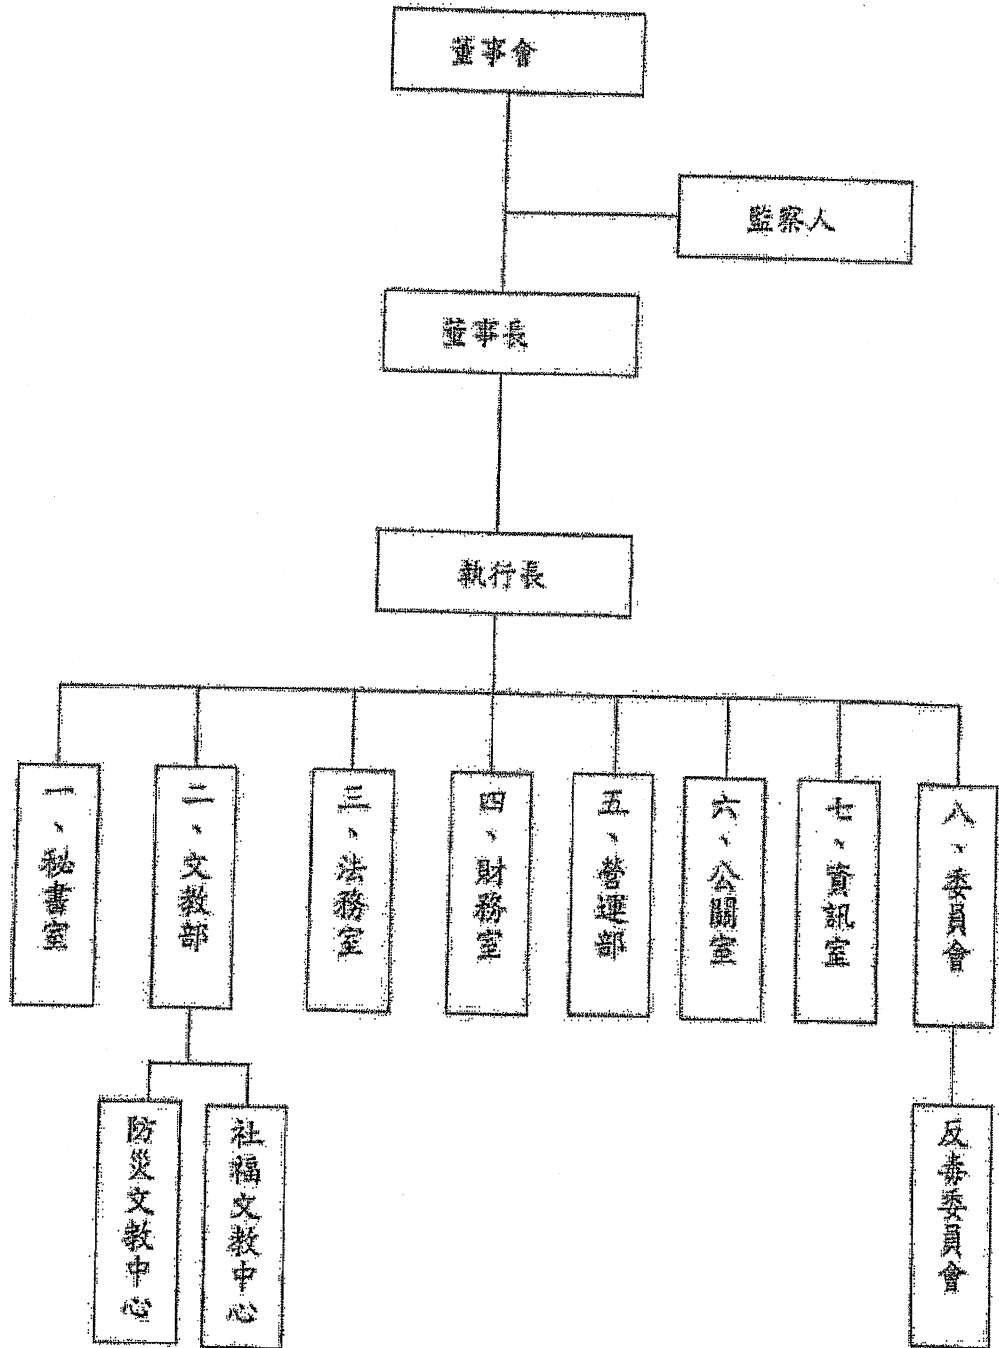 董事會
監察人
董事長
執行長
一、秘書室
二、文教部
三、法務室
四、財務室
五、營運部
六、公關室
七、資訊室
八、委員會
防災文教中心
社福文教中心
反毒委員會